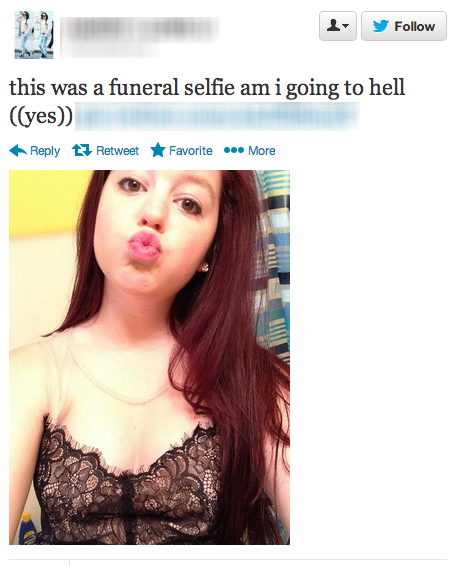 Follow
this was a funeral selfie am i going to hell
((yes))
Reply Retweet Favorite More